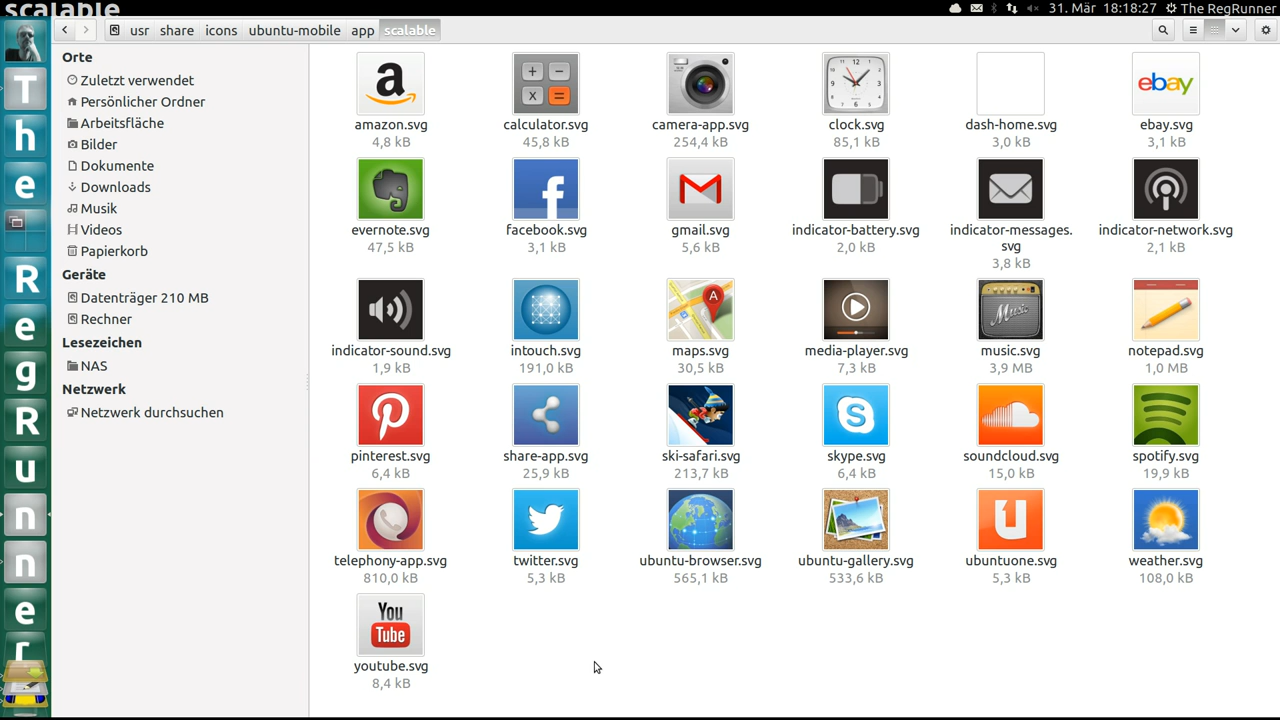 scalable
31. Mär 18:18:27 The RegRunner
usr share icons ubuntu-mobile app scalable
Orte
Zuletzt verwendet
Persönlicher Ordner
Arbeitsfläche
Bilder
Dokumente
Downloads
Musik
Videos
Papierkorb
Geräte
Datenträger 210 MB
Rechner
Lesezeichen
NAS
Netzwerk
Netzwerk durchsuchen
T
h
e
R
e
g
R
u
n
n
e
r
a
+ −
x =
ebay
amazon.svg calculator.svg camera-app.svg clock.svg dash-home.svg ebay.svg
4,8 kB 45,8 kB 254,4 kB 85,1 kB 3,0 kB 3,1 kB
f
evernote.svg facebook.svg gmail.svg indicator-battery.svg indicator-messages. indicator-network.svg
svg
47,5 kB 3,1 kB 5,6 kB 2,0 kB 3,8 kB 2,1 kB
A
Music
indicator-sound.svg intouch.svg maps.svg media-player.svg music.svg notepad.svg
1,9 kB 191,0 kB 30,5 kB 7,3 kB 3,9 MB 1,0 MB
S
pinterest.svg share-app.svg ski-safari.svg skype.svg soundcloud.svg spotify.svg
6,4 kB 25,9 kB 213,7 kB 6,4 kB 15,0 kB 19,9 kB
telephony-app.svg twitter.svg ubuntu-browser.svg ubuntu-gallery.svg ubuntuone.svg weather.svg
810,0 kB 5,3 kB 565,1 kB 533,6 kB 5,3 kB 108,0 kB
You
Tube
youtube.svg
8,4 kB